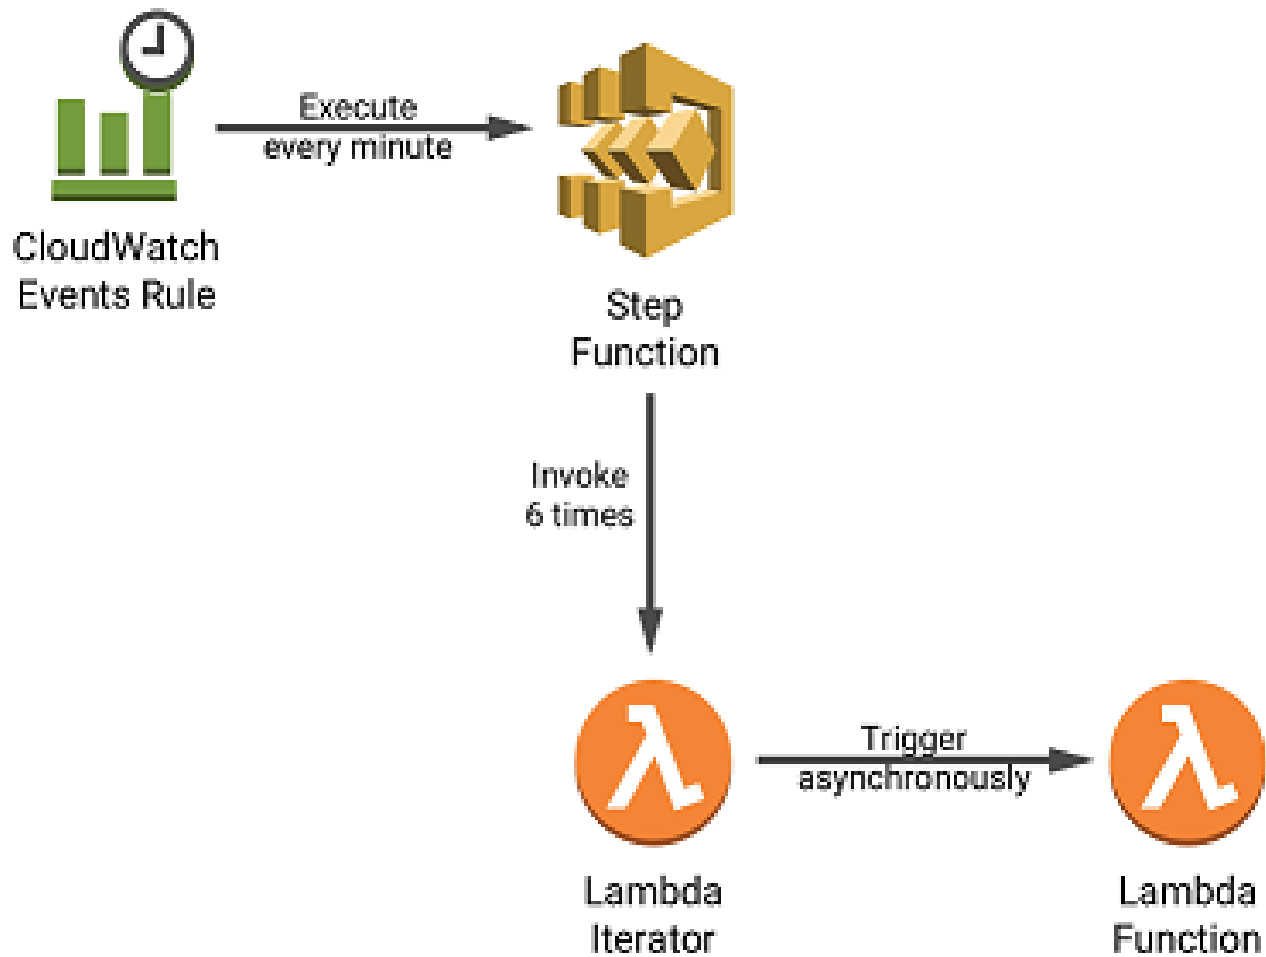 Execute
every minute
CloudWatch
Events Rule
Step
Function
Invoke
6 times
Trigger
asynchronously
Lambda
Iterator
Lambda
Function